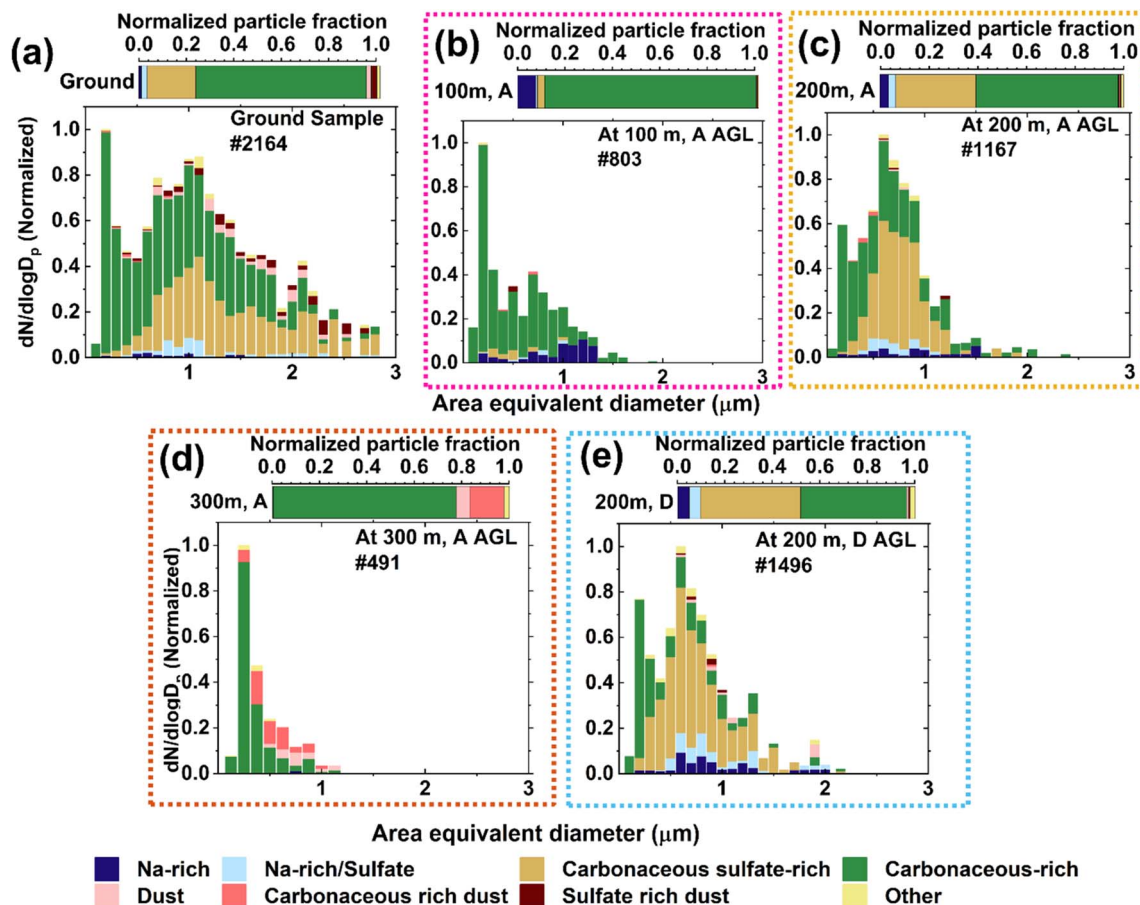 (a)
Normalized particle fraction
0.0 0.2 0.4 0.6 0.8 1.0
Ground
Ground Sample
#2164
dN/dlogDp (Normalized)
1.0
0.8
0.6
0.4
0.2
0.0
1 2 3
(b)
Normalized particle fraction
0.0 0.2 0.4 0.6 0.8 1.0
100m, A
At 100 m, A AGL
#803
1.0
0.8
0.6
0.4
0.2
0.0
1 2 3
(c)
Normalized particle fraction
0.0 0.2 0.4 0.6 0.8 1.0
200m, A
At 200 m, A AGL
#1167
1.0
0.8
0.6
0.4
0.2
0.0
1 2 3
Area equivalent diameter (μm)
(d)
Normalized particle fraction
0.0 0.2 0.4 0.6 0.8 1.0
300m, A
At 300 m, A AGL
#491
dN/dlogDp (Normalized)
1.0
0.8
0.6
0.4
0.2
0.0
1 2 3
(e)
Normalized particle fraction
0.0 0.2 0.4 0.6 0.8 1.0
200m, D
At 200 m, D AGL
#1496
1.0
0.8
0.6
0.4
0.2
0.0
1 2 3
Area equivalent diameter (μm)
Na-rich Na-rich/Sulfate Carbonaceous sulfate-rich Carbonaceous-rich
Dust Carbonaceous rich dust Sulfate rich dust Other